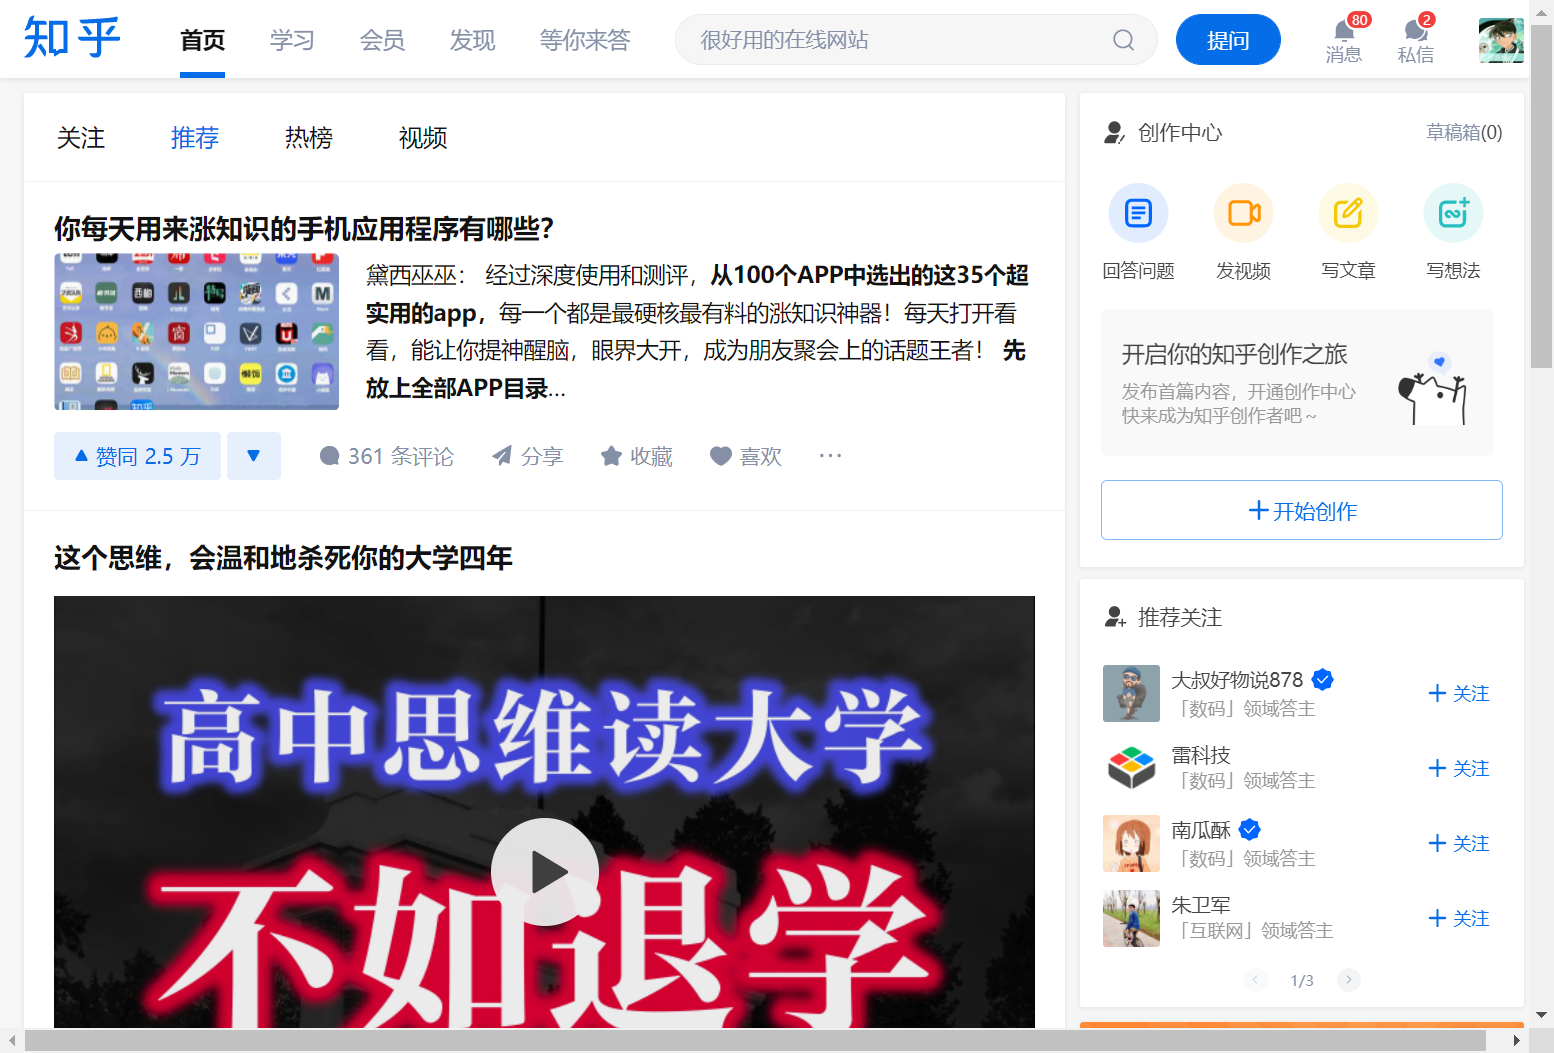 知乎
首页 学习 会员 发现 等你来答
很好用的在线网站
提问
80
消息
2
私信
关注 推荐 热榜 视频
你每天用来涨知识的手机应用程序有哪些？
黛西巫巫： 经过深度使用和测评，从100个APP中选出的这35个超
实用的app，每一个都是最硬核最有料的涨知识神器！每天打开看
看，能让你提神醒脑，眼界大开，成为朋友聚会上的话题王者！ 先
放上全部APP目录...
赞同 2.5 万
361 条评论 分享 收藏 喜欢 ···
这个思维，会温和地杀死你的大学四年
高中思维读大学
不如退学
创作中心 草稿箱(0)
回答问题 发视频 写文章 写想法
开启你的知乎创作之旅
发布首篇内容，开通创作中心
快来成为知乎创作者吧～
开始创作
推荐关注
大叔好物说878
「数码」领域答主
关注
雷科技
「数码」领域答主
关注
南瓜酥
「数码」领域答主
关注
朱卫军
「互联网」领域答主
关注
1/3